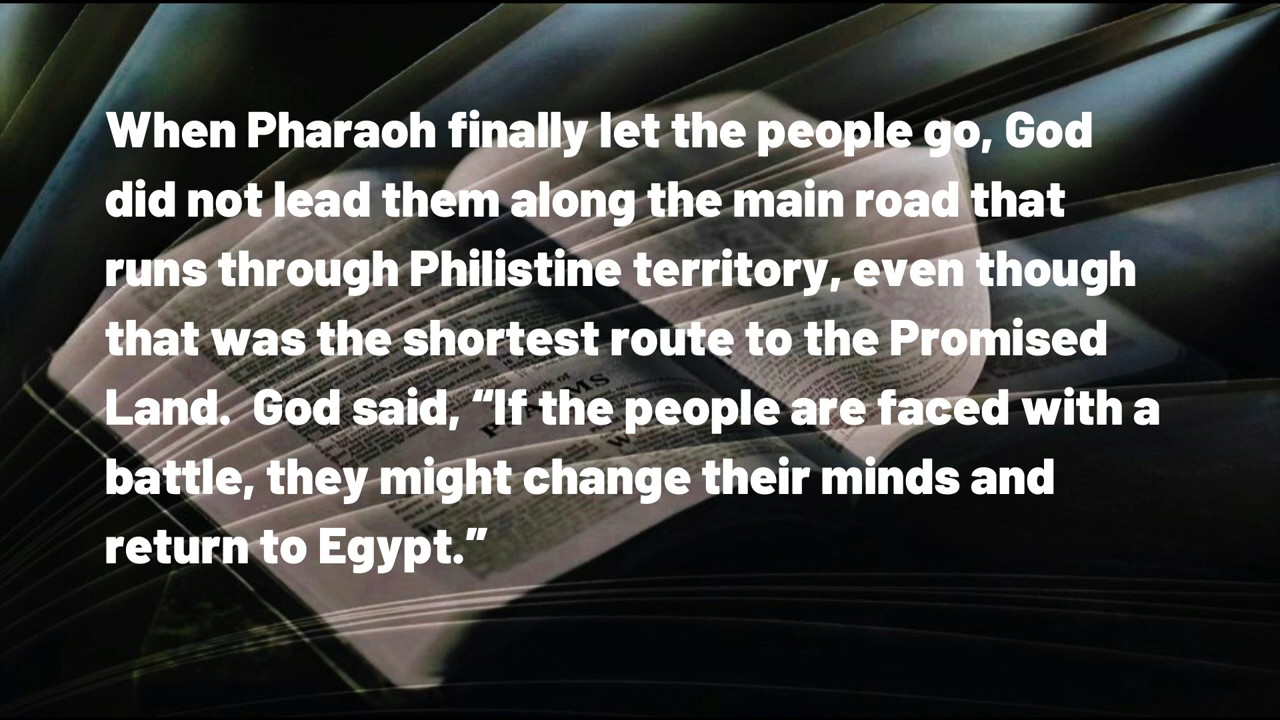 When Pharaoh finally let the people go, God
did not lead them along the main road that
runs through Philistine territory, even though
that was the shortest route to the Promised
Land.  God said, “If the people are faced with a
battle, they might change their minds and
return to Egypt.”